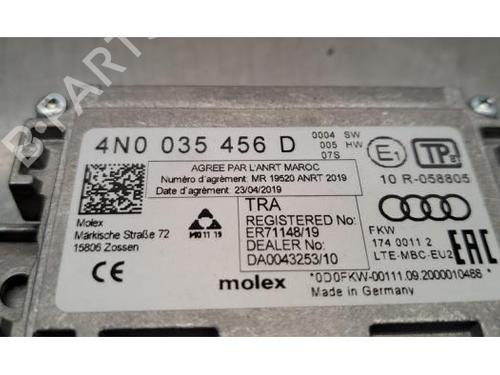 B-PARTS
4N0 035 456 D
0004 SW
005 HW
07S
E1
TP
10 R-058805
AGREE PAR L'ANRT MAROC
Numéro d'agrément: MR 19520 ANRT 2019
Date d'agrément: 23/04/2019
Molex
Märkische Straße 72
15806 Zossen
TRA
REGISTERED No:
ER71148/19
DEALER No:
DA0043253/10
FKW
174 0011 2
LTE-MBC-EU2
EAC
CE
molex
*0D0FKW-00111.09.2000010488*
Made in Germany